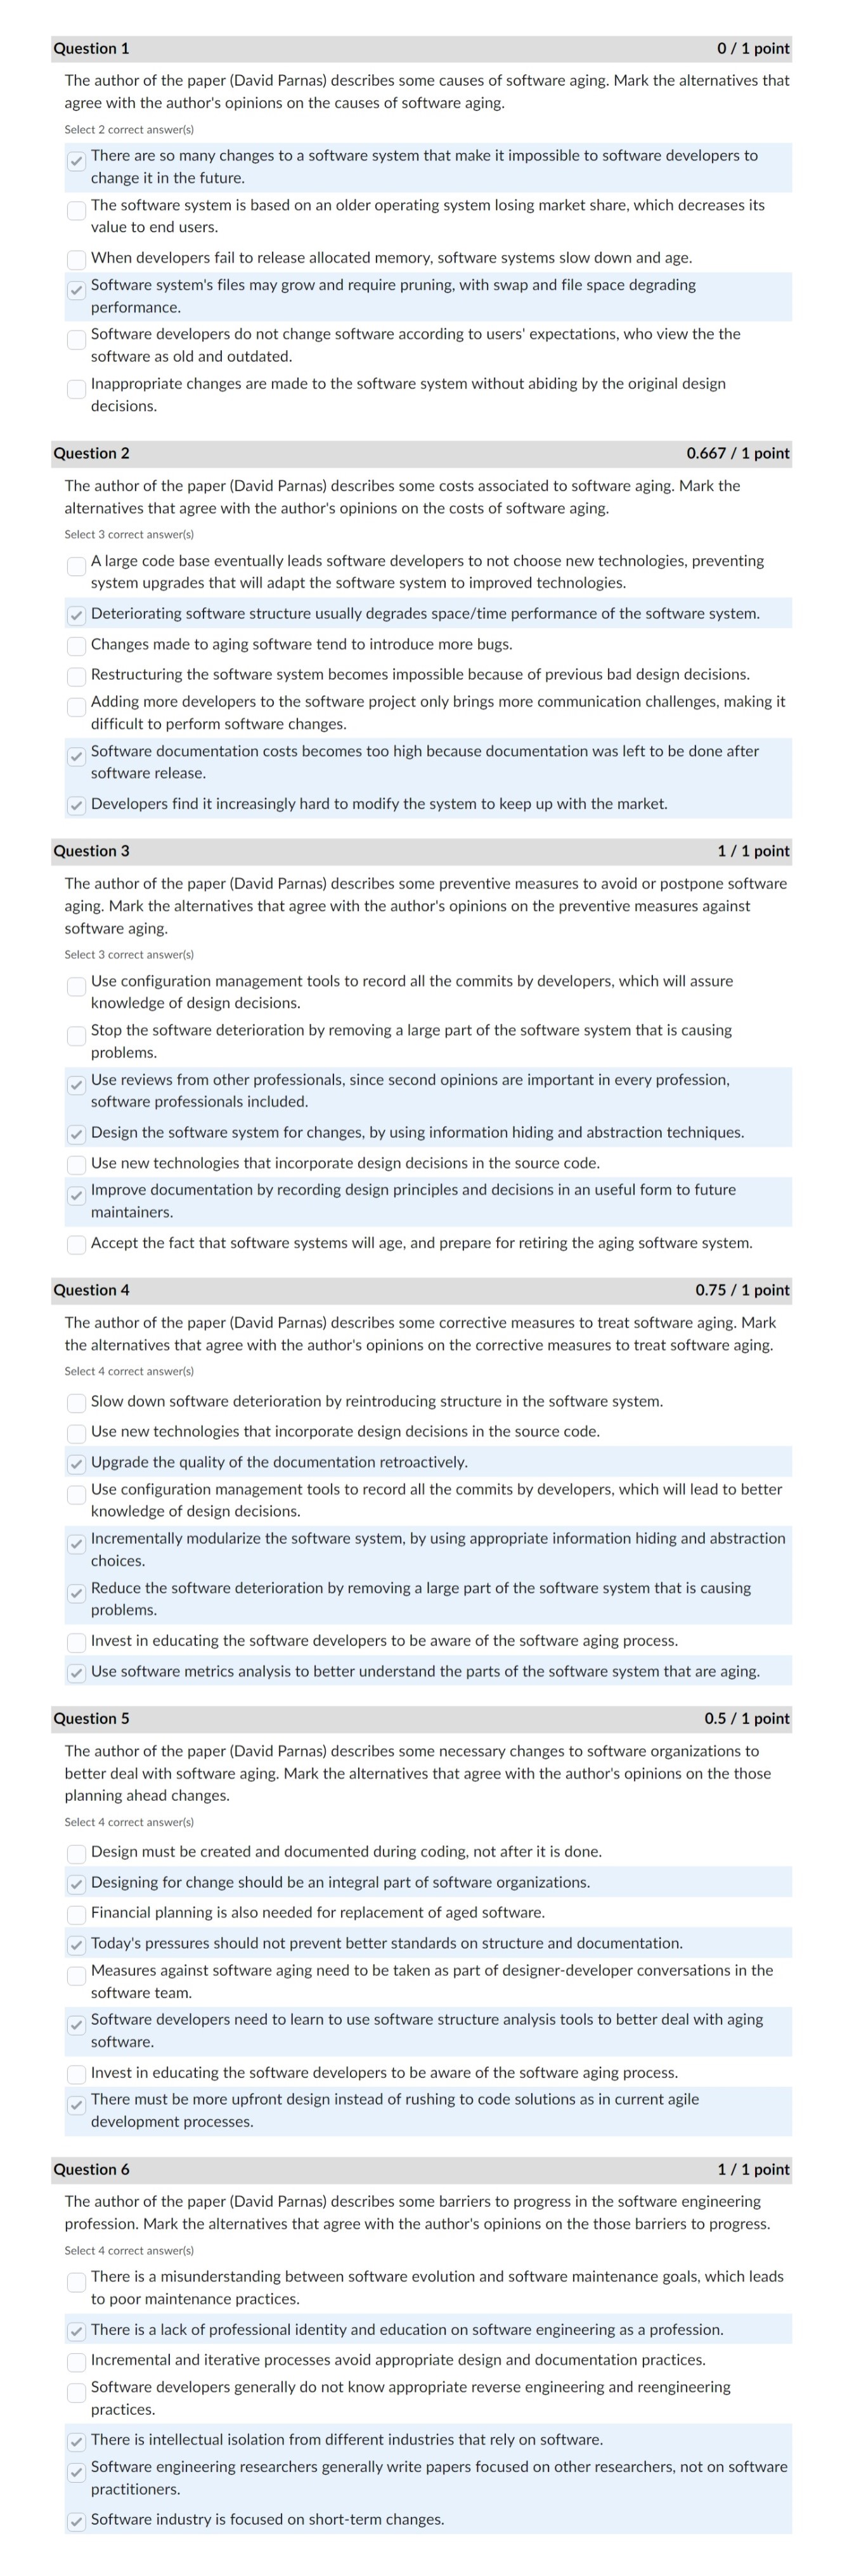 Question 1 0 / 1 point
The author of the paper (David Parnas) describes some causes of software aging. Mark the alternatives that
agree with the author's opinions on the causes of software aging.
Select 2 correct answer(s)
There are so many changes to a software system that make it impossible to software developers to
change it in the future.
The software system is based on an older operating system losing market share, which decreases its
value to end users.
When developers fail to release allocated memory, software systems slow down and age.
Software system's files may grow and require pruning, with swap and file space degrading
performance.
Software developers do not change software according to users' expectations, who view the the
software as old and outdated.
Inappropriate changes are made to the software system without abiding by the original design
decisions.
Question 2 0.667 / 1 point
The author of the paper (David Parnas) describes some costs associated to software aging. Mark the
alternatives that agree with the author's opinions on the costs of software aging.
Select 3 correct answer(s)
A large code base eventually leads software developers to not choose new technologies, preventing
system upgrades that will adapt the software system to improved technologies.
Deteriorating software structure usually degrades space/time performance of the software system.
Changes made to aging software tend to introduce more bugs.
Restructuring the software system becomes impossible because of previous bad design decisions.
Adding more developers to the software project only brings more communication challenges, making it
difficult to perform software changes.
Software documentation costs becomes too high because documentation was left to be done after
software release.
Developers find it increasingly hard to modify the system to keep up with the market.
Question 3 1 / 1 point
The author of the paper (David Parnas) describes some preventive measures to avoid or postpone software
aging. Mark the alternatives that agree with the author's opinions on the preventive measures against
software aging.
Select 3 correct answer(s)
Use configuration management tools to record all the commits by developers, which will assure
knowledge of design decisions.
Stop the software deterioration by removing a large part of the software system that is causing
problems.
Use reviews from other professionals, since second opinions are important in every profession,
software professionals included.
Design the software system for changes, by using information hiding and abstraction techniques.
Use new technologies that incorporate design decisions in the source code.
Improve documentation by recording design principles and decisions in an useful form to future
maintainers.
Accept the fact that software systems will age, and prepare for retiring the aging software system.
Question 4 0.75 / 1 point
The author of the paper (David Parnas) describes some corrective measures to treat software aging. Mark
the alternatives that agree with the author's opinions on the corrective measures to treat software aging.
Select 4 correct answer(s)
Slow down software deterioration by reintroducing structure in the software system.
Use new technologies that incorporate design decisions in the source code.
Upgrade the quality of the documentation retroactively.
Use configuration management tools to record all the commits by developers, which will lead to better
knowledge of design decisions.
Incrementally modularize the software system, by using appropriate information hiding and abstraction
choices.
Reduce the software deterioration by removing a large part of the software system that is causing
problems.
Invest in educating the software developers to be aware of the software aging process.
Use software metrics analysis to better understand the parts of the software system that are aging.
Question 5 0.5 / 1 point
The author of the paper (David Parnas) describes some necessary changes to software organizations to
better deal with software aging. Mark the alternatives that agree with the author's opinions on the those
planning ahead changes.
Select 4 correct answer(s)
Design must be created and documented during coding, not after it is done.
Designing for change should be an integral part of software organizations.
Financial planning is also needed for replacement of aged software.
Today's pressures should not prevent better standards on structure and documentation.
Measures against software aging need to be taken as part of designer-developer conversations in the
software team.
Software developers need to learn to use software structure analysis tools to better deal with aging
software.
Invest in educating the software developers to be aware of the software aging process.
There must be more upfront design instead of rushing to code solutions as in current agile
development processes.
Question 6 1 / 1 point
The author of the paper (David Parnas) describes some barriers to progress in the software engineering
profession. Mark the alternatives that agree with the author's opinions on the those barriers to progress.
Select 4 correct answer(s)
There is a misunderstanding between software evolution and software maintenance goals, which leads
to poor maintenance practices.
There is a lack of professional identity and education on software engineering as a profession.
Incremental and iterative processes avoid appropriate design and documentation practices.
Software developers generally do not know appropriate reverse engineering and reengineering
practices.
There is intellectual isolation from different industries that rely on software.
Software engineering researchers generally write papers focused on other researchers, not on software
practitioners.
Software industry is focused on short-term changes.